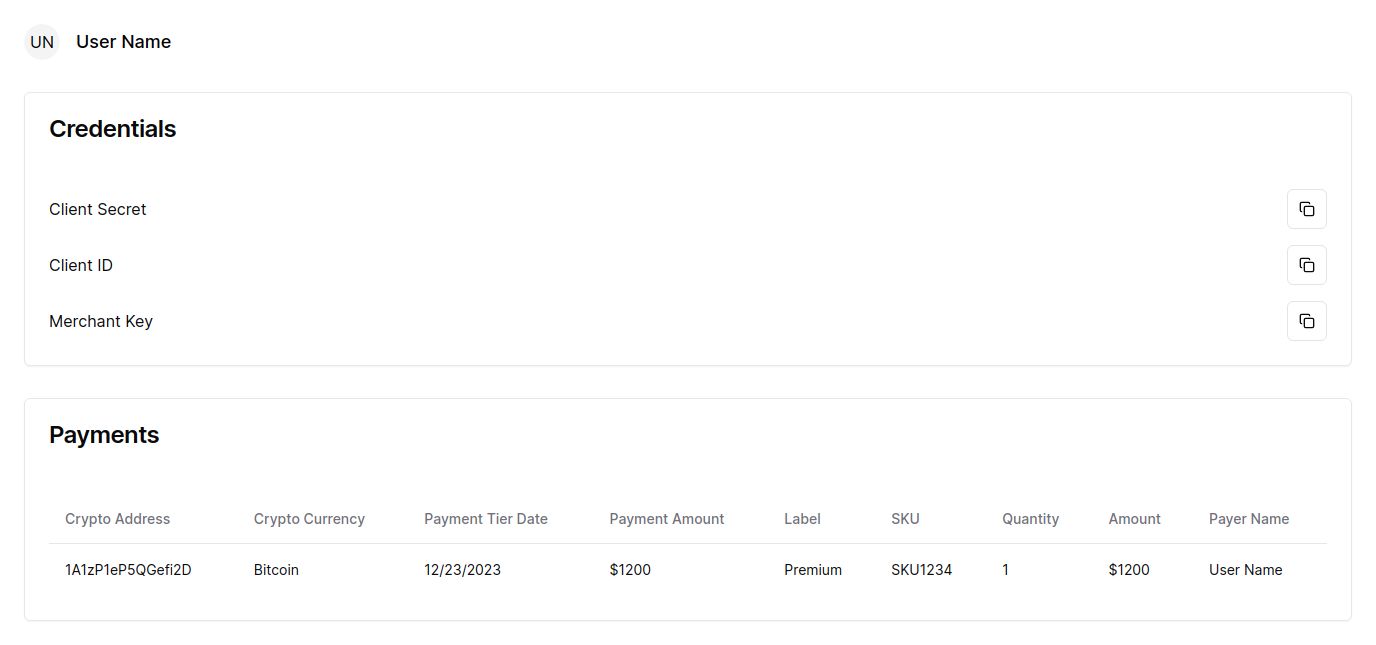 UN User Name
Credentials
Client Secret
Client ID
Merchant Key
Payments
Crypto Address Crypto Currency Payment Tier Date Payment Amount Label SKU Quantity Amount Payer Name
1A1zP1eP5QGefi2D Bitcoin 12/23/2023 $1200 Premium SKU1234 1 $1200 User Name